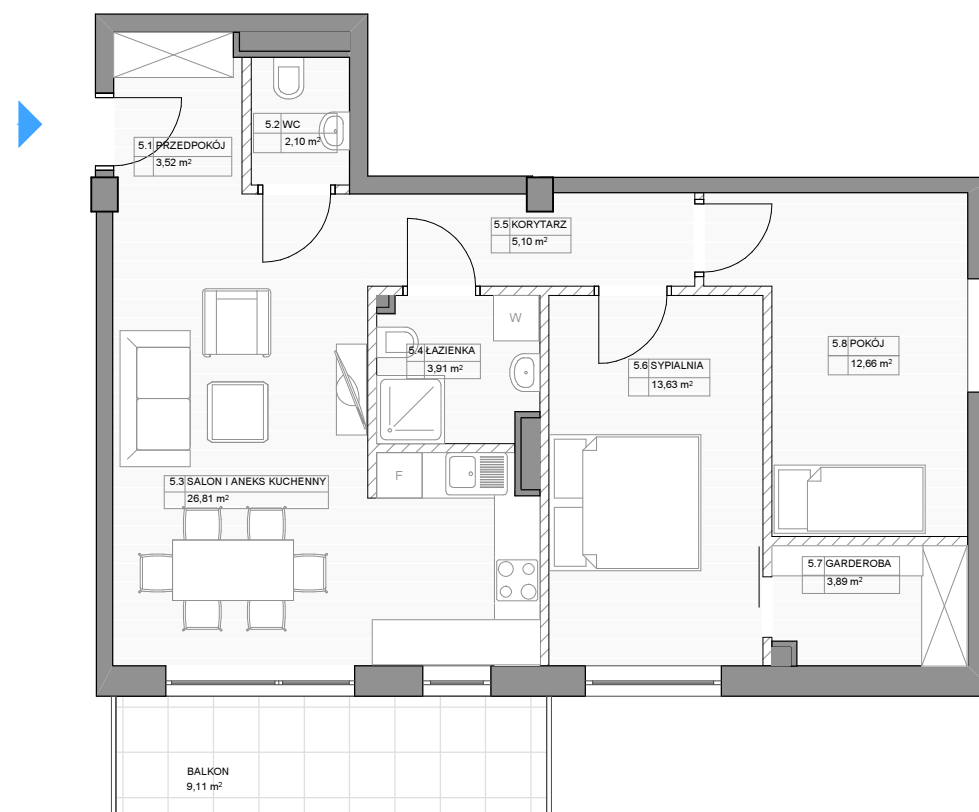 5.1 PRZEDPOKÓJ
3,52 m²
5.2 WC
2,10 m²
5.5 KORYTARZ
5,10 m²
W
5.4 ŁAZIENKA
3,91 m²
5.6 SYPIALNIA
13,63 m²
5.8 POKÓJ
12,66 m²
F
5.3 SALON I ANEKS KUCHENNY
26,81 m²
5.7 GARDEROBA
3,89 m²
BALKON
9,11 m²